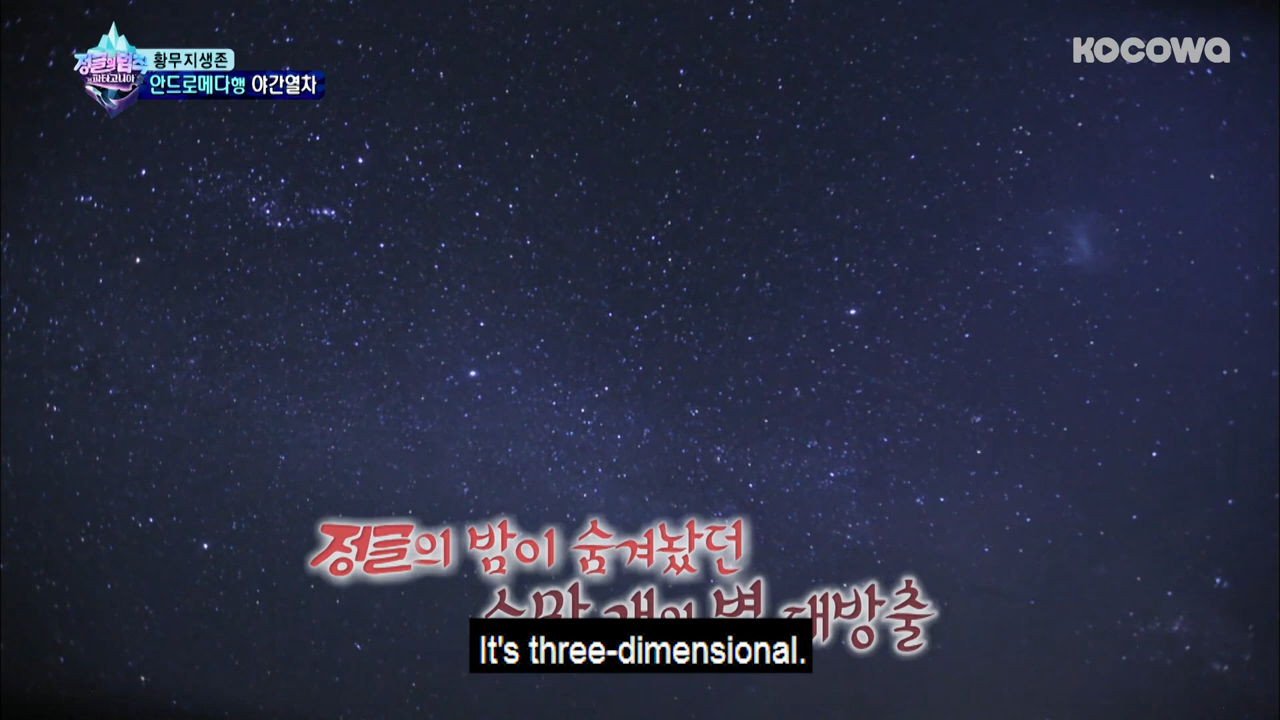 정글의 법칙
in 파타고니아
황무지생존
안드로메다행 야간열차
KOCOWA
정글의 밤이 숨겨놨던
수만 개의 별 대방출
It's three-dimensional.